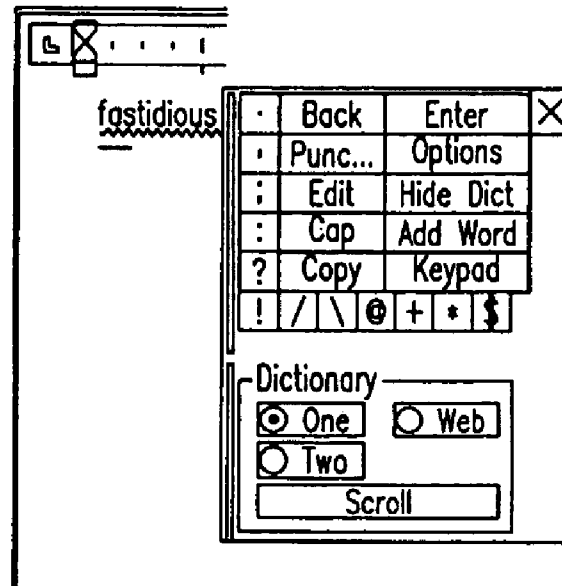 fastidious
. Back Enter X
' Punc... Options
; Edit Hide Dict
: Cap Add Word
? Copy Keypad
! / \ @ + * $
Dictionary
One Web
Two
Scroll